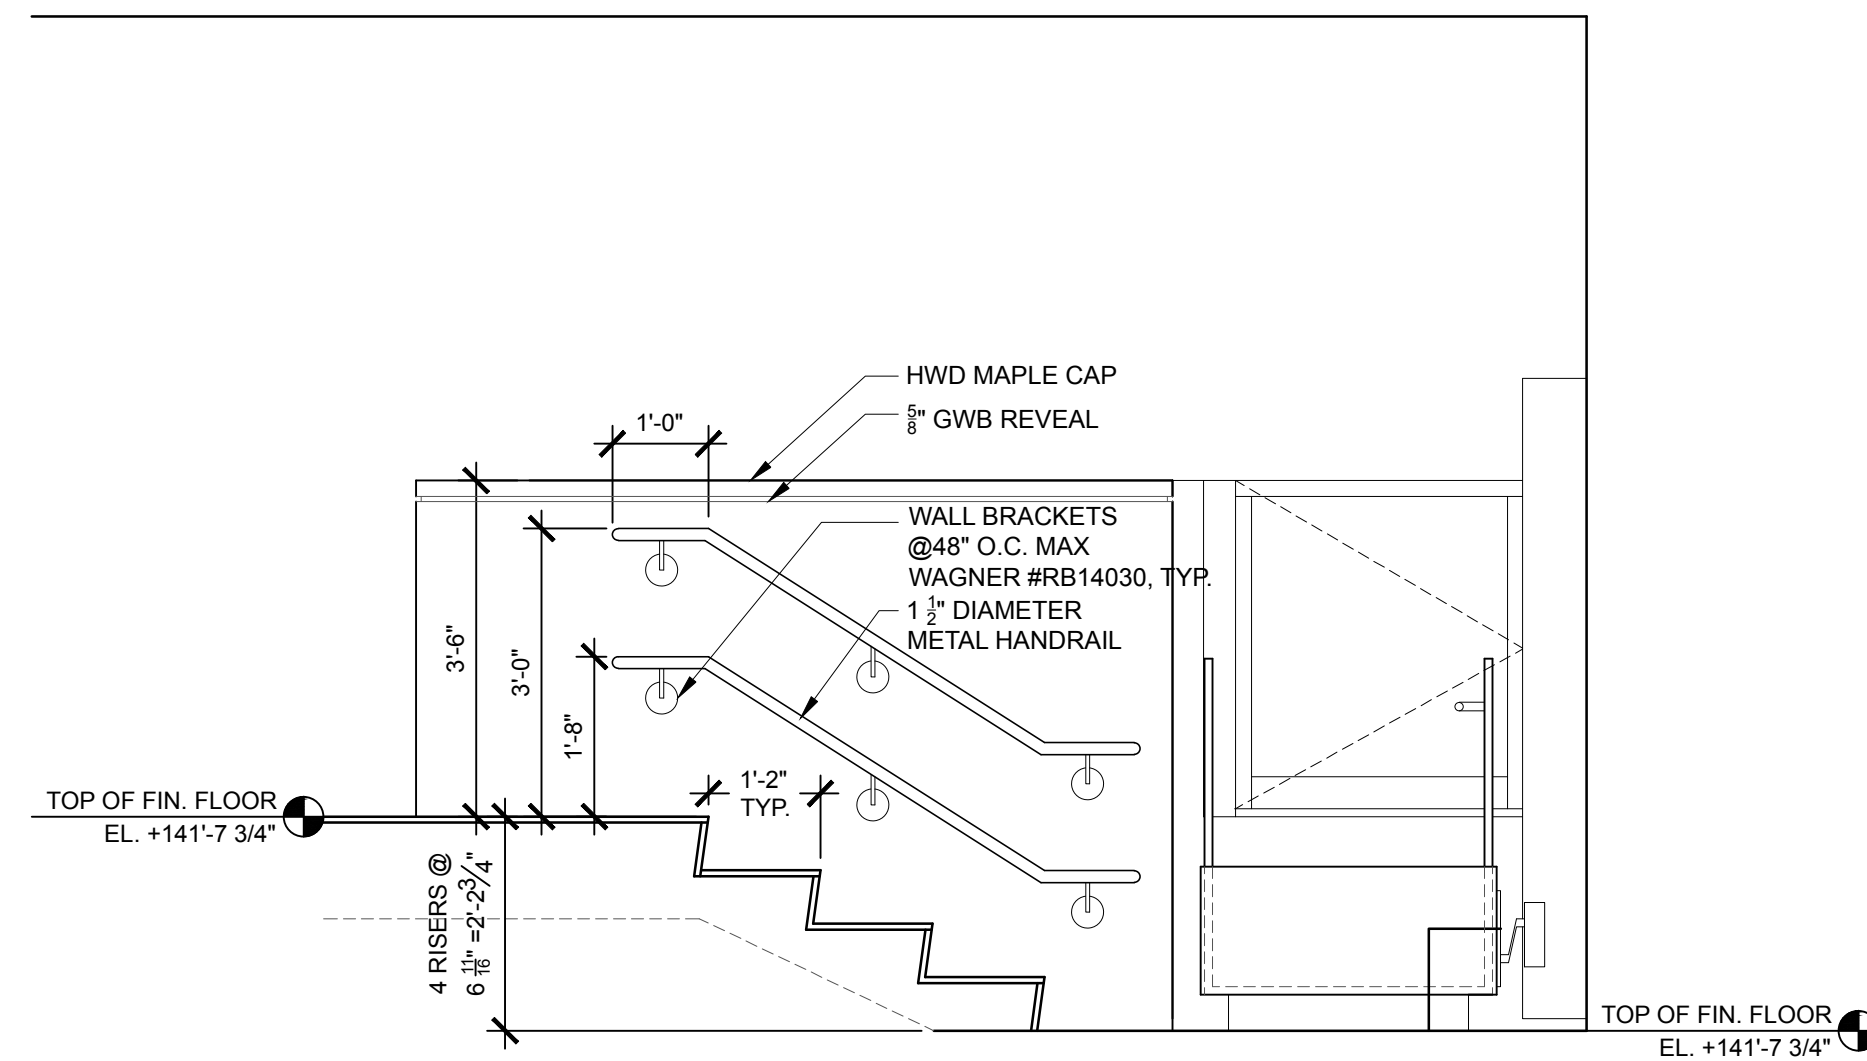 HWD MAPLE CAP
5/8" GWB REVEAL
1'-0"
WALL BRACKETS
@48" O.C. MAX
WAGNER #RB14030, TYP.
1 1/2" DIAMETER
METAL HANDRAIL
3'-6"
3'-0"
1'-8"
1'-2"
TYP.
TOP OF FIN. FLOOR
EL. +141'-7 3/4"
4 RISERS @
6 11/16" =2'-2 3/4"
TOP OF FIN. FLOOR
EL. +141'-7 3/4"